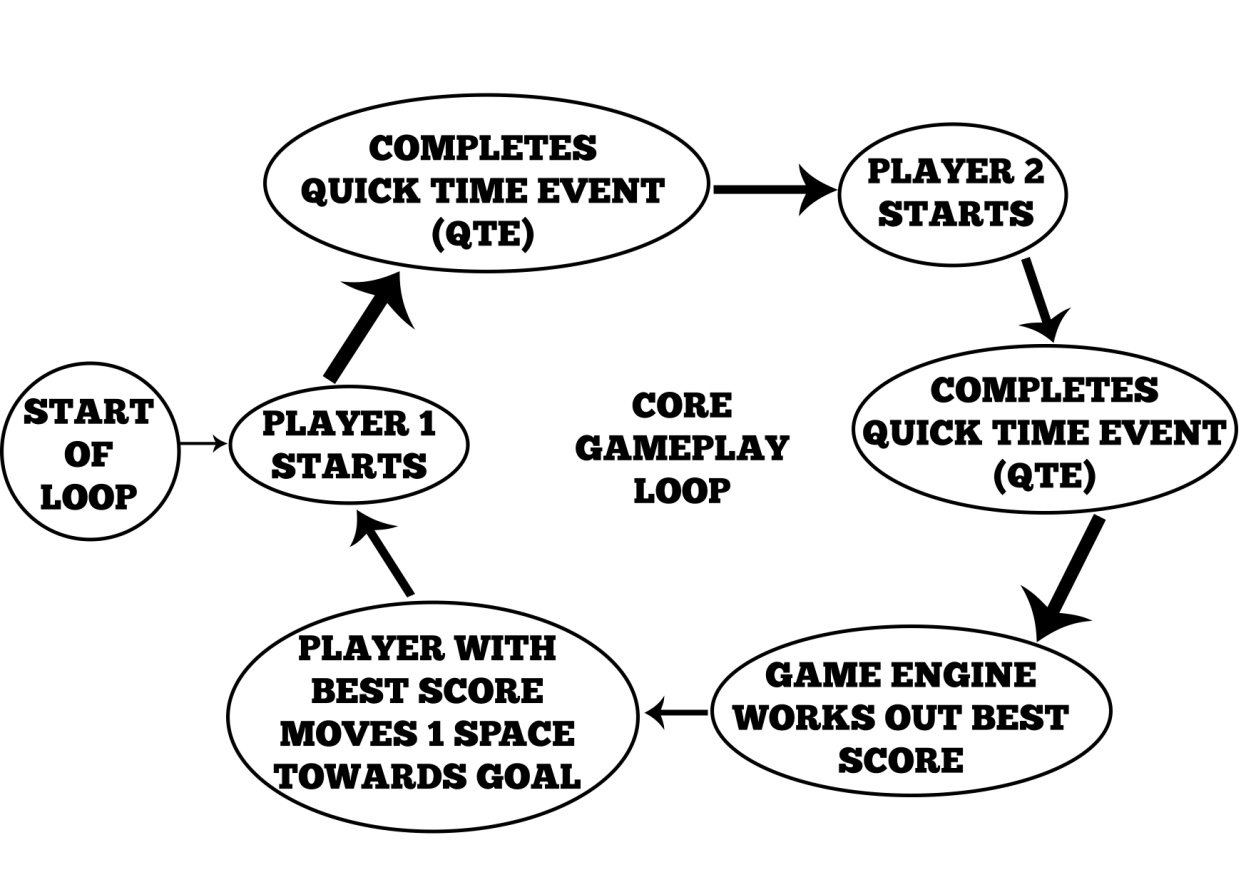 START
OF
LOOP
PLAYER 1
STARTS
COMPLETES
QUICK TIME EVENT
(QTE)
PLAYER 2
STARTS
COMPLETES
QUICK TIME EVENT
(QTE)
GAME ENGINE
WORKS OUT BEST
SCORE
PLAYER WITH
BEST SCORE
MOVES 1 SPACE
TOWARDS GOAL
CORE
GAMEPLAY
LOOP